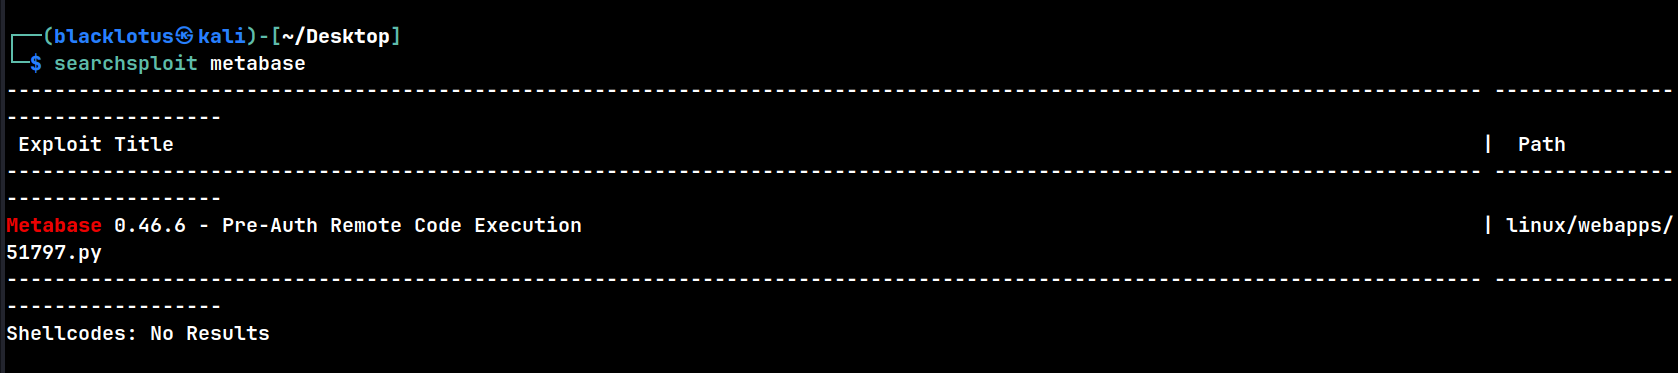 ┌──(blacklotus㉿kali)-[~/Desktop]
└─$ searchsploit metabase
--------------------------------------------------------------------------------------------------------------------------- ---------------
------------------
 Exploit Title                                                                                                             |  Path
--------------------------------------------------------------------------------------------------------------------------- ---------------
------------------
Metabase 0.46.6 - Pre-Auth Remote Code Execution                                                                           | linux/webapps/
51797.py
--------------------------------------------------------------------------------------------------------------------------- ---------------
------------------
Shellcodes: No Results